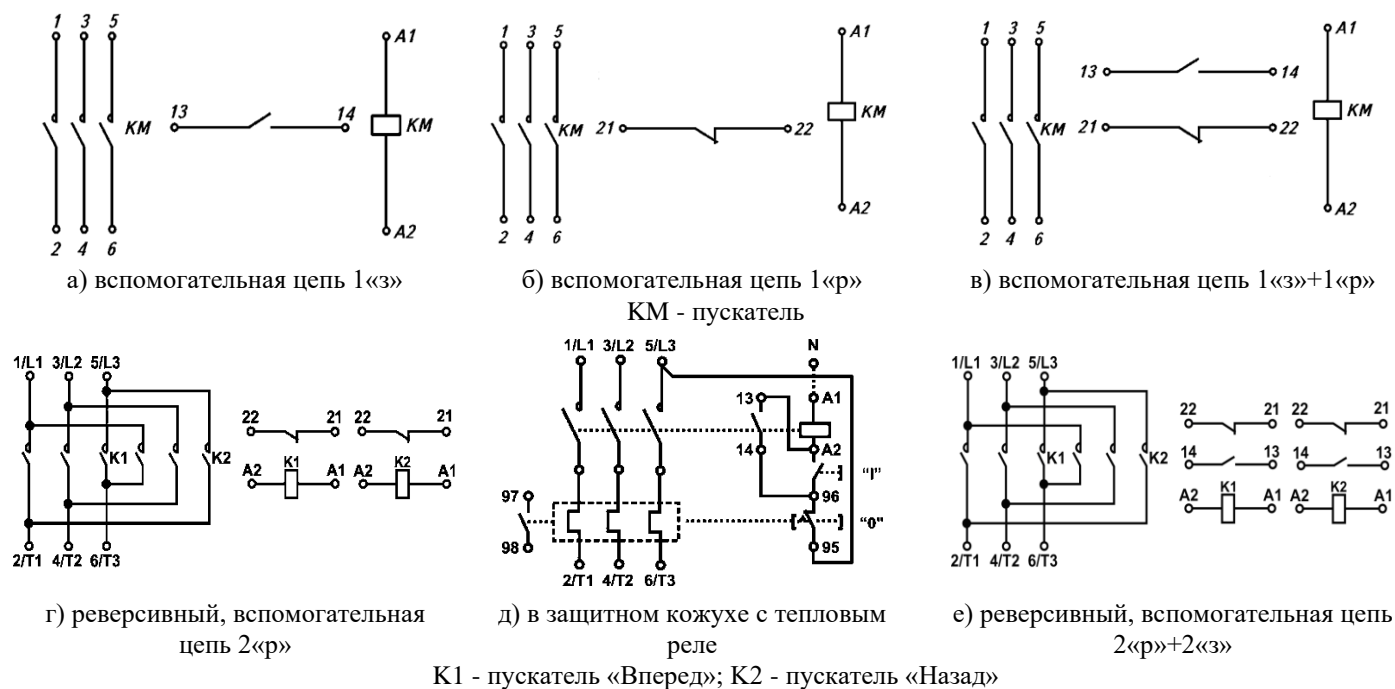 1 3 5 A1
KM 13 14 KM
2 4 6 A2
а) вспомогательная цепь 1«з»
1 3 5 A1
KM 21 22 KM
2 4 6 A2
б) вспомогательная цепь 1«р»
1 3 5 A1
13 14
KM 21 22 KM
2 4 6 A2
в) вспомогательная цепь 1«з»+1«р»
КМ - пускатель
1/L1 3/L2 5/L3
22 21 22 21
K1 K2
A2 K1 A1 A2 K2 A1
2/T1 4/T2 6/T3
г) реверсивный, вспомогательная
цепь 2«р»
1/L1 3/L2 5/L3 N
13 A1
14 A2
"I"
97 96
"0"
98 95
2/T1 4/T2 6/T3
д) в защитном кожухе с тепловым
реле
1/L1 3/L2 5/L3
22 21 22 21
K1 K2 14 13 14 13
A2 K1 A1 A2 K2 A1
2/T1 4/T2 6/T3
е) реверсивный, вспомогательная цепь
2«р»+2«з»
К1 - пускатель «Вперед»; К2 - пускатель «Назад»